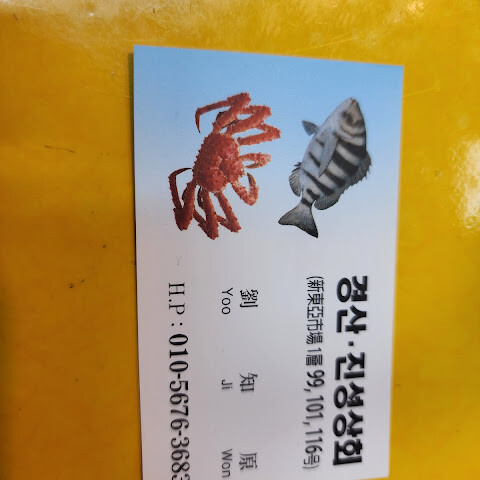 경산·진성상회
(新東亞市場 1層 99, 101, 116号)
劉 知 原
Yoo Ji Won
H.P : 010-5676-3683